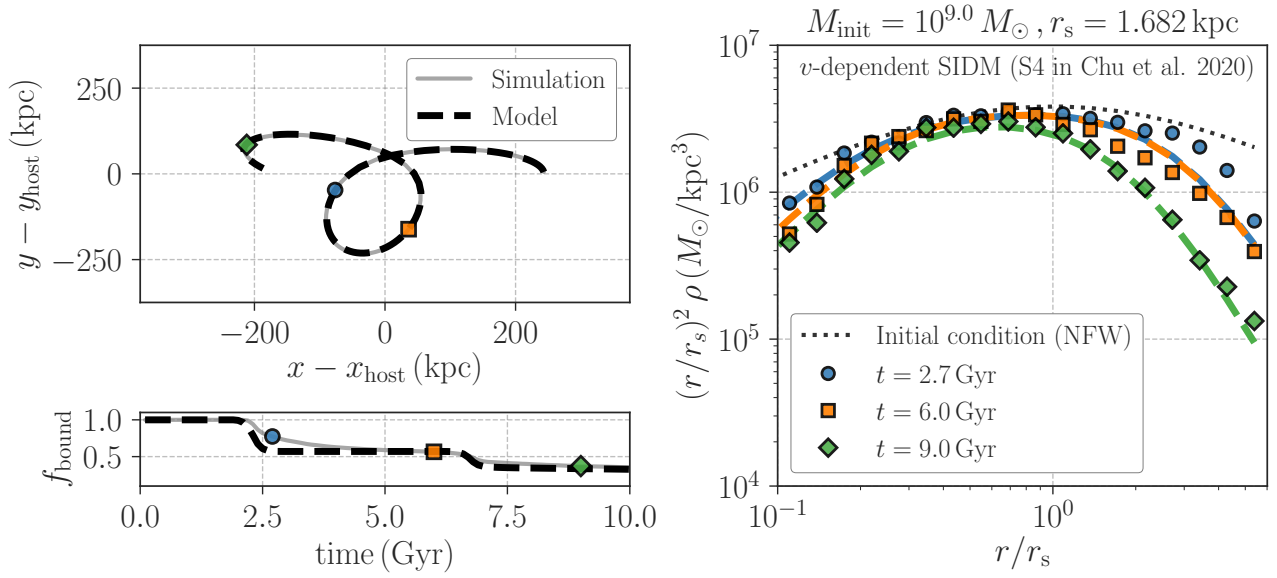 250
0
−250
y − y_host (kpc)
−200
0
200
x − x_host (kpc)
Simulation
Model
1.0
0.5
f_bound
0.0
2.5
5.0
7.5
10.0
time (Gyr)
M_init = 10^9.0 M_⊙ , r_s = 1.682 kpc
v-dependent SIDM (S4 in Chu et al. 2020)
10^7
10^6
10^5
10^4
(r/r_s)^2 ρ (M_⊙/kpc^3)
Initial condition (NFW)
t = 2.7 Gyr
t = 6.0 Gyr
t = 9.0 Gyr
10^−1
10^0
r/r_s